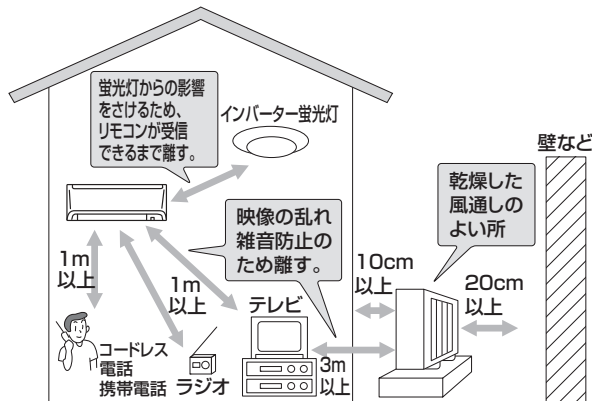 蛍光灯からの影響
をさけるため、
リモコンが受信
できるまで離す。
インバーター蛍光灯
壁など
乾燥した
風通しの
よい所
映像の乱れ
雑音防止の
ため離す。
1m
以上
1m
以上
テレビ
10cm
以上
20cm
以上
コードレス
電話
携帯電話
ラジオ
3m
以上